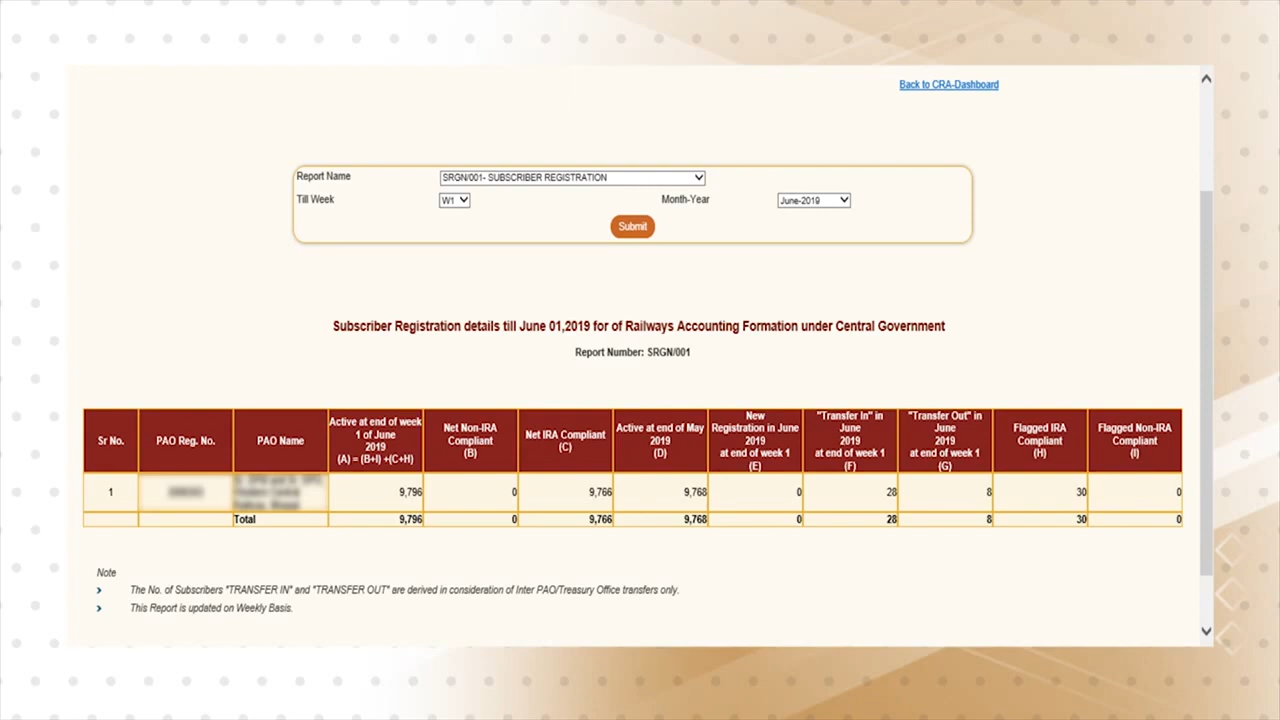 Back to CRA-Dashboard
Report Name SRGN/001- SUBSCRIBER REGISTRATION
Till Week W1 Month-Year June-2019
Submit
Subscriber Registration details till June 01,2019 for of Railways Accounting Formation under Central Government
Report Number: SRGN/001
Sr No.
PAO Reg. No.
PAO Name
Active at end of week
1 of June
2019
(A) = (B+I) +(C+H)
Net Non-IRA
Compliant
(B)
Net IRA Compliant
(C)
Active at end of May
2019
(D)
New
Registration in June
2019
at end of week 1
(E)
"Transfer In" in
June
2019
at end of week 1
(F)
"Transfer Out" in
June
2019
at end of week 1
(G)
Flagged IRA
Compliant
(H)
Flagged Non-IRA
Compliant
(I)
1 9,796 0 9,766 9,768 0 28 8 30 0
Total 9,796 0 9,766 9,768 0 28 8 30 0
Note
The No. of Subscribers "TRANSFER IN" and "TRANSFER OUT" are derived in consideration of Inter PAO/Treasury Office transfers only.
This Report is updated on Weekly Basis.